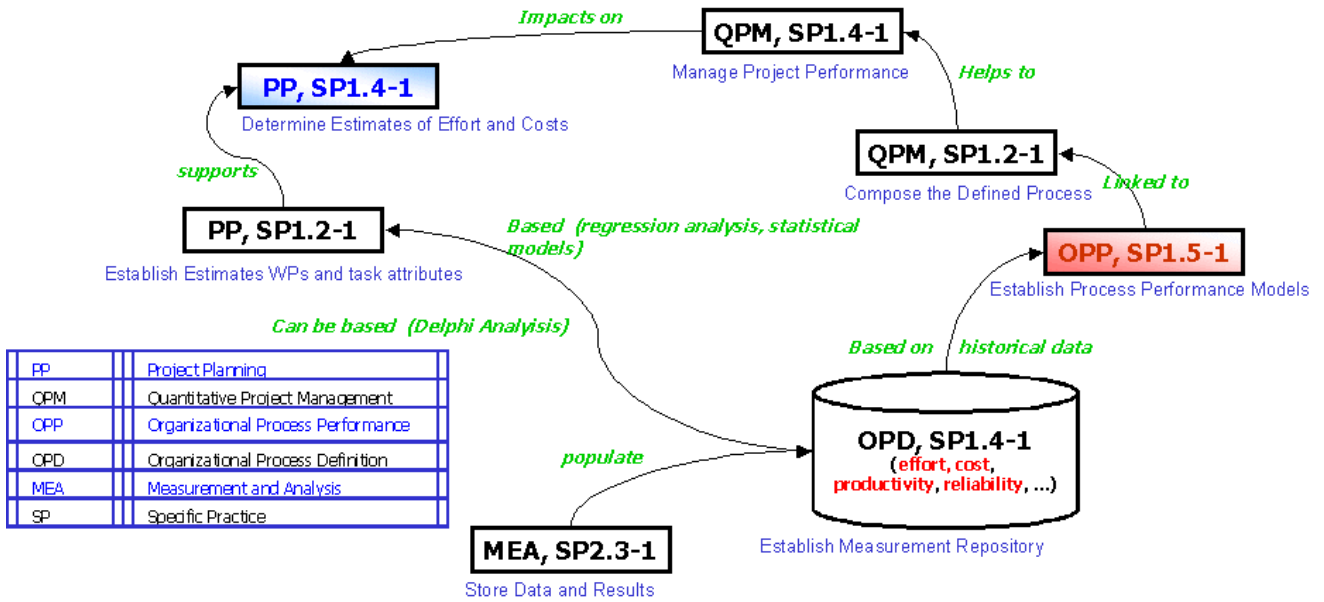 Impacts on
QPM, SP1.4-1
Manage Project Performance
PP, SP1.4-1
Determine Estimates of Effort and Costs
Helps to
QPM, SP1.2-1
Compose the Defined Process
supports
Linked to
PP, SP1.2-1
Establish Estimates WPs and task attributes
Based (regression analysis, statistical
models)
OPP, SP1.5-1
Establish Process Performance Models
Can be based (Delphi Analyisis)
Based on historical data
PP Project Planning
QPM Quantitative Project Management
OPP Organizational Process Performance
OPD Organizational Process Definition
MEA Measurement and Analysis
SP Specific Practice
OPD, SP1.4-1
(effort, cost,
productivity, reliability, ...)
Establish Measurement Repository
populate
MEA, SP2.3-1
Store Data and Results